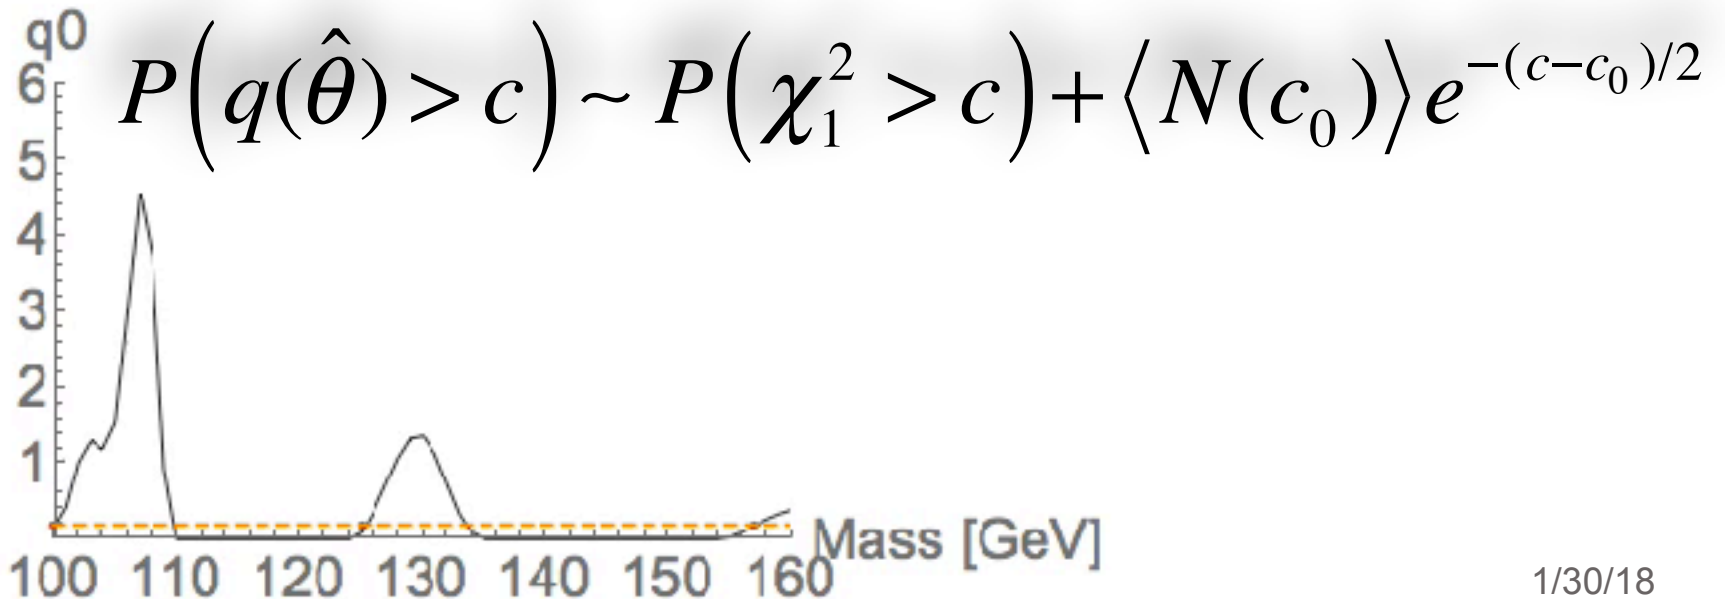 q0
P(q(θ̂) > c) ~ P(χ₁² > c) + ⟨N(c₀)⟩e^{−(c−c₀)/2}
6
5
4
3
2
1
100 110 120 130 140 150 160
Mass [GeV]
1/30/18